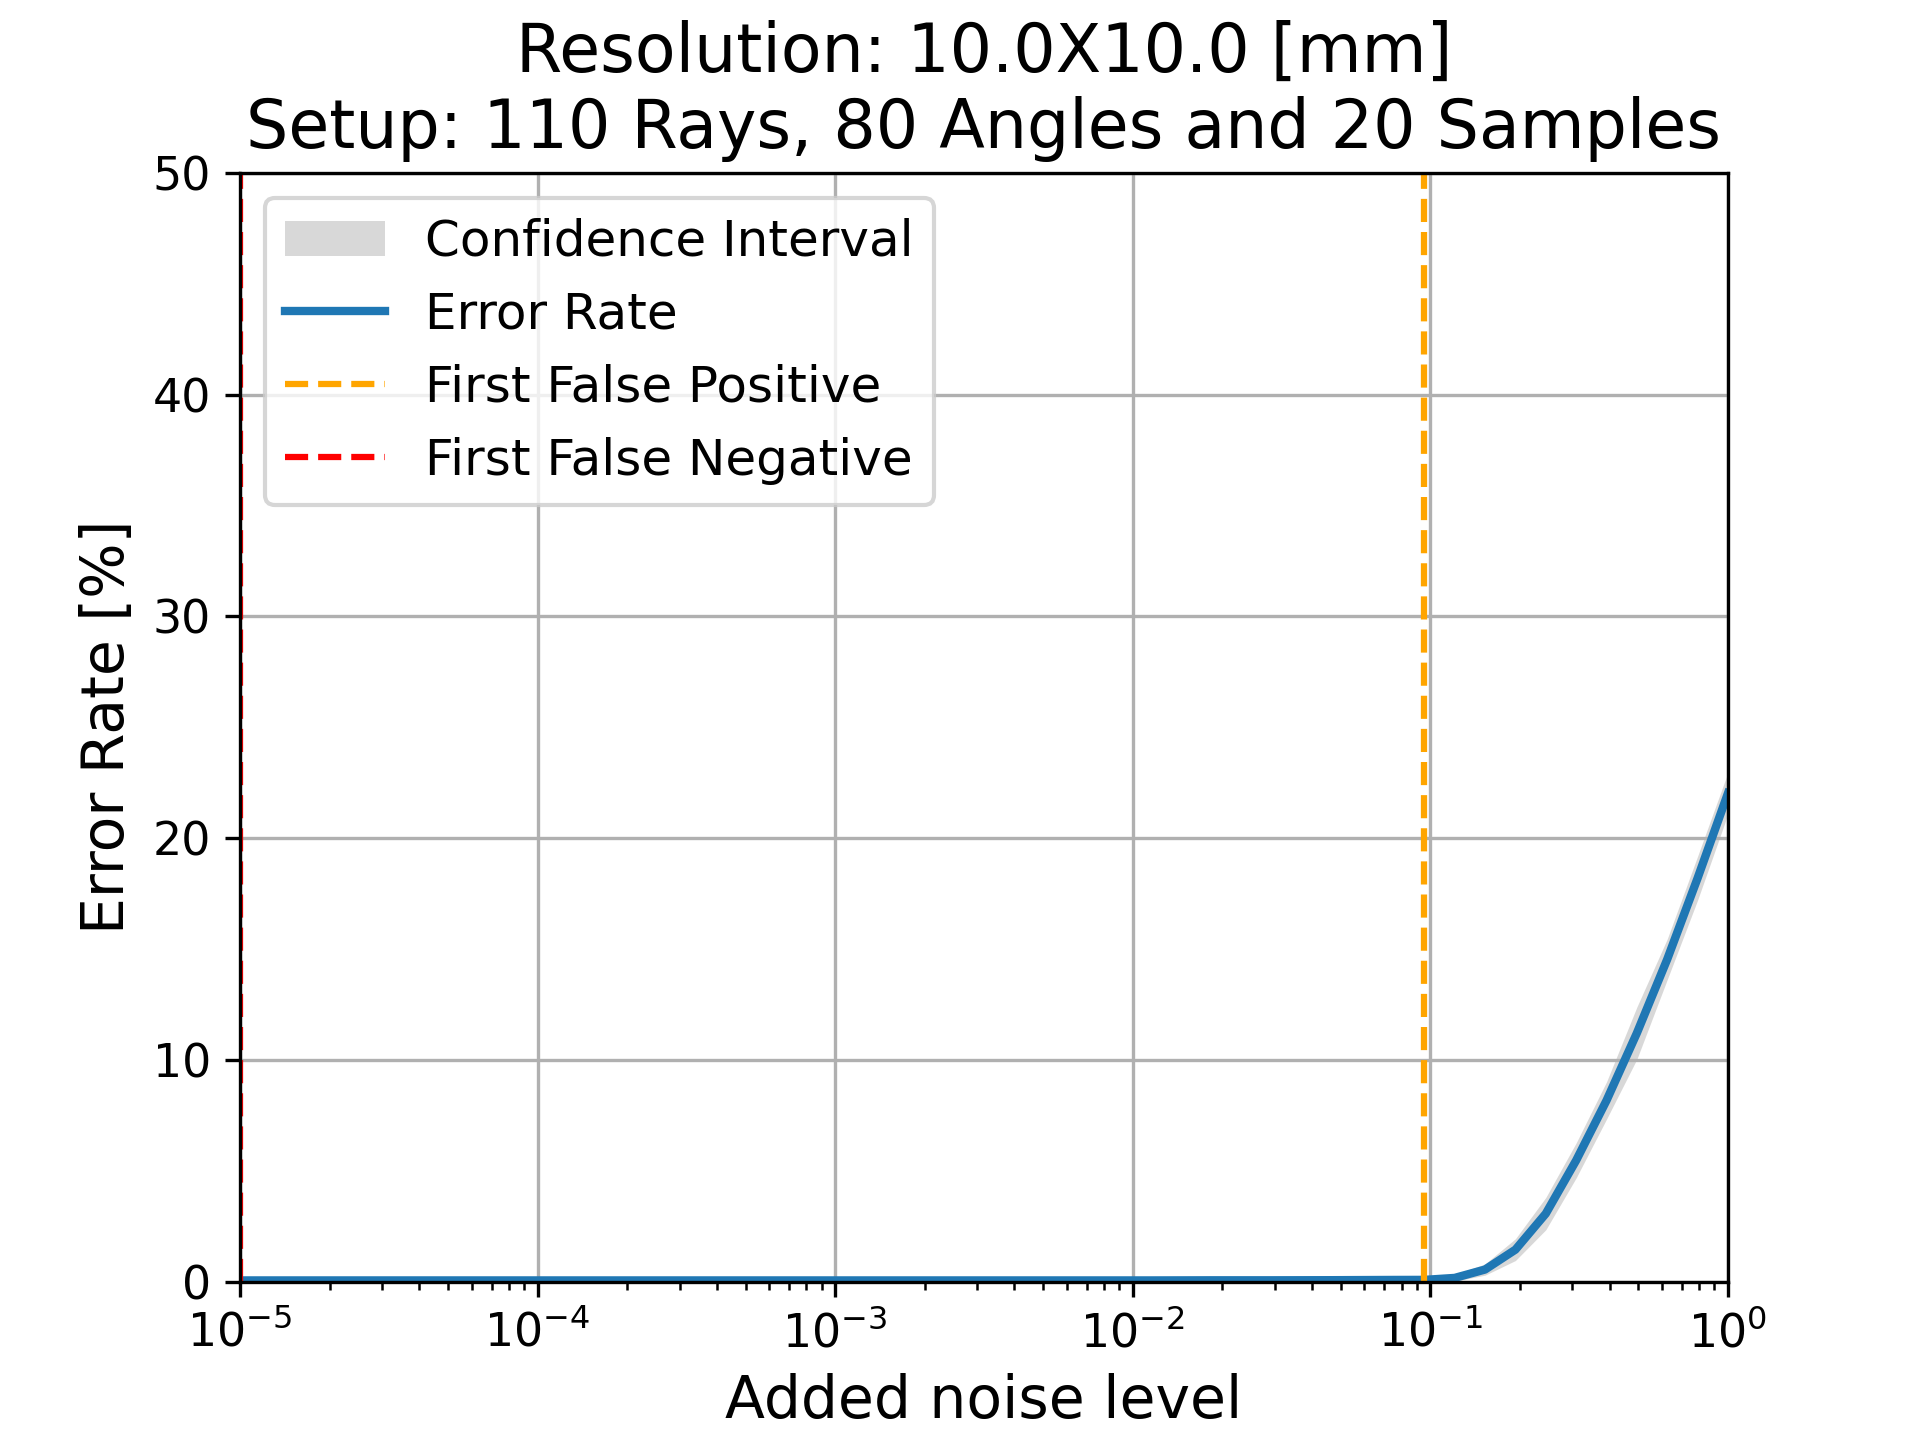 Resolution: 10.0X10.0 [mm]
Setup: 110 Rays, 80 Angles and 20 Samples
Confidence Interval
Error Rate
First False Positive
First False Negative
Error Rate [%]
50
40
30
20
10
0
10⁻⁵ 10⁻⁴ 10⁻³ 10⁻² 10⁻¹ 10⁰
Added noise level